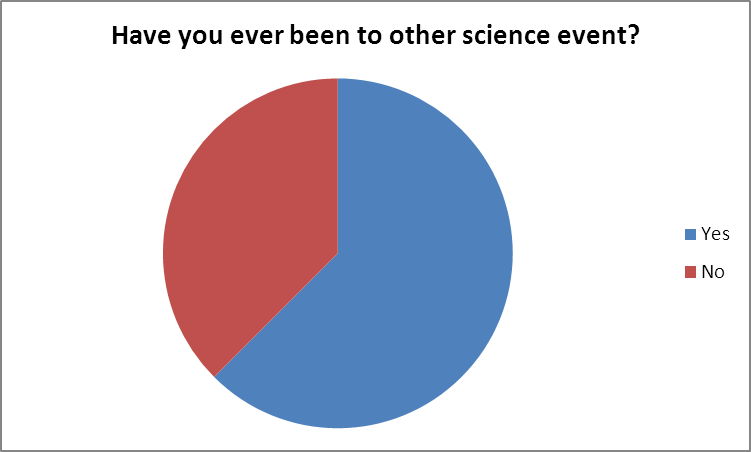 Have you ever been to other science event?
Yes
No